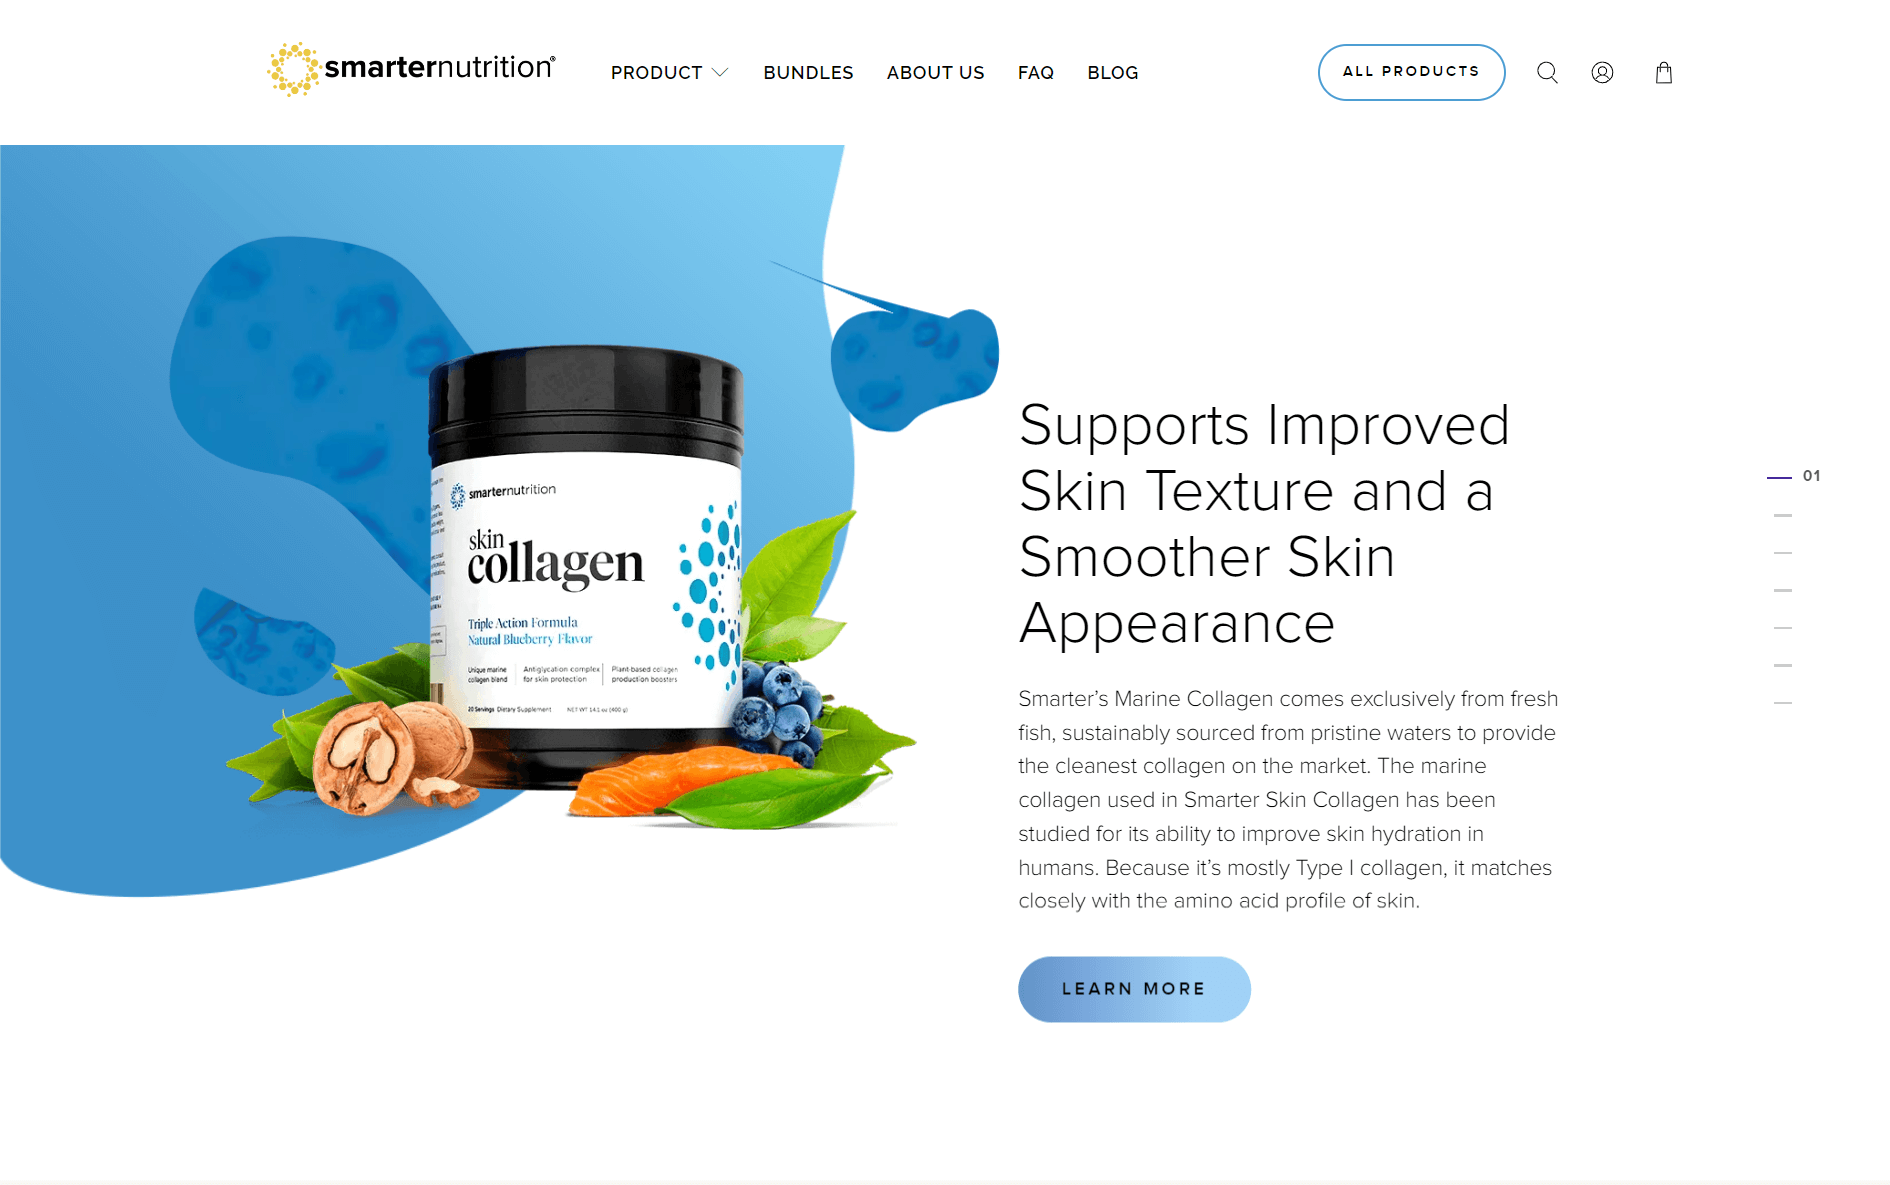 smarternutrition®
PRODUCT
BUNDLES
ABOUT US
FAQ
BLOG
ALL PRODUCTS
smarternutrition
skin
collagen
Triple Action Formula
Natural Blueberry Flavor
Unique marine
collagen blend
Antiglycation complex
for skin protection
Plant-based collagen
production boosters
20 Servings Dietary Supplement
NET WT 14.1 oz (400 g)
Supports Improved
Skin Texture and a
Smoother Skin
Appearance
Smarter’s Marine Collagen comes exclusively from fresh
fish, sustainably sourced from pristine waters to provide
the cleanest collagen on the market. The marine
collagen used in Smarter Skin Collagen has been
studied for its ability to improve skin hydration in
humans. Because it’s mostly Type I collagen, it matches
closely with the amino acid profile of skin.
LEARN MORE
01